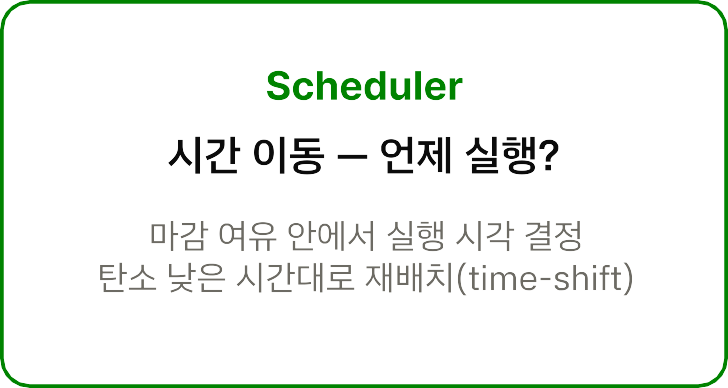 Scheduler
시간 이동 — 언제 실행?
마감 여유 안에서 실행 시각 결정
탄소 낮은 시간대로 재배치(time-shift)